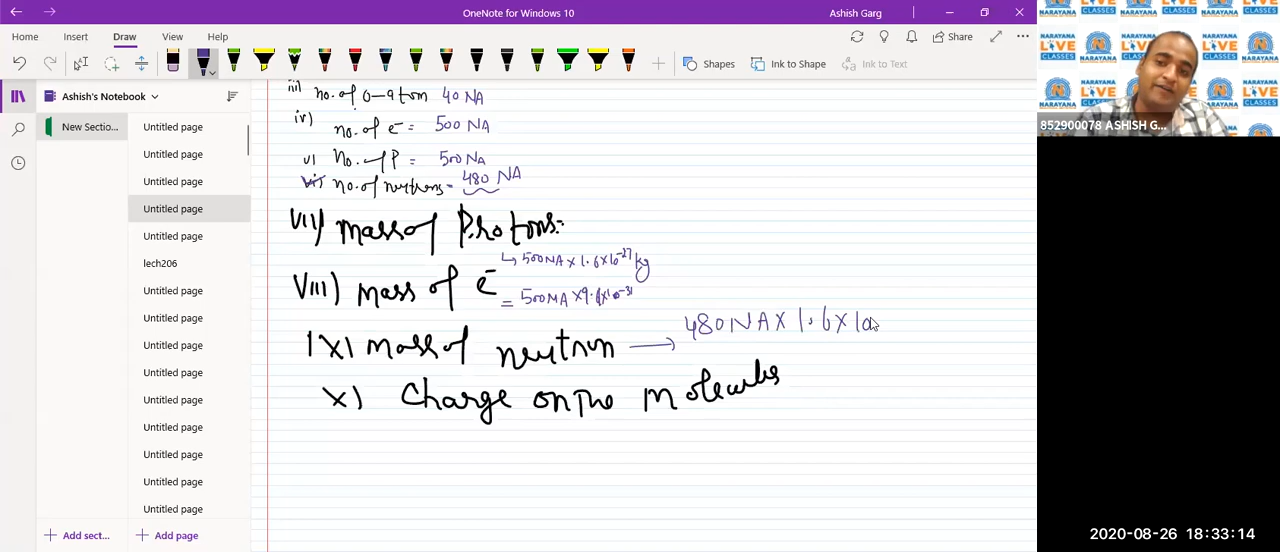 OneNote for Windows 10
Ashish Garg
Home Insert Draw View Help
Share
Shapes
Ink to Shape
Ink to Text
Ashish's Notebook
New Sectio...
Untitled page
Untitled page
Untitled page
Untitled page
Untitled page
lech206
Untitled page
Untitled page
Untitled page
Untitled page
Untitled page
Untitled page
Untitled page
Untitled page
Untitled page
Add sect...
Add page
iii) no. of O-atom 40 NA
iv) no. of e- = 500 NA
v) No. of P = 500 NA
no. of neutrons = 480 NA
VII) Mass of Protons:-
↳ 500 NA X 1.6 X 10-27 kg
VIII) Mass of e-
= 500 NA X 9.1 X 10-31
IX) Mass of neutron → 480 NA X 1.6 X 10
X) Charge on the Molecules
NARAYANA LIVE CLASSES
852900078 ASHISH G...
2020-08-26 18:33:14